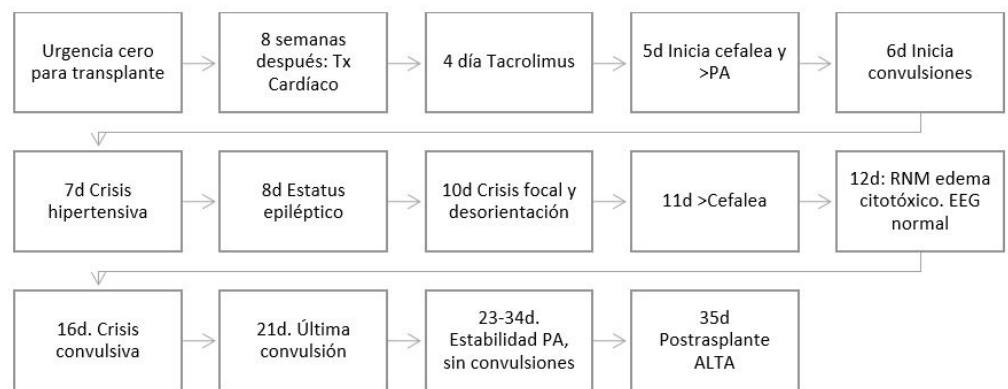 Urgencia cero
para transplante
8 semanas
después: Tx
Cardíaco
4 día Tacrolimus
5d Inicia cefalea y
>PA
6d Inicia
convulsiones
7d Crisis
hipertensiva
8d Estatus
epiléptico
10d Crisis focal y
desorientación
11d >Cefalea
12d: RNM edema
citotóxico. EEG
normal
16d. Crisis
convulsiva
21d. Última
convulsión
23-34d.
Estabilidad PA,
sin convulsiones
35d
Postrasplante
ALTA